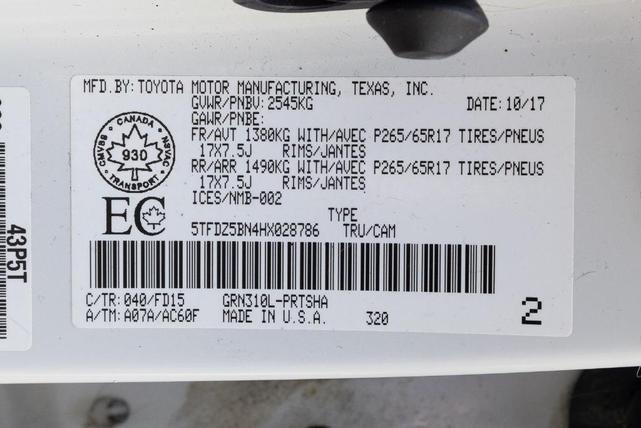 MFD.BY: TOYOTA MOTOR MANUFACTURING, TEXAS, INC.
GVWR/PNBV: 2545KG DATE: 10/17
GAWR/PNBE:
FR/AVT 1380KG WITH/AVEC P265/65R17 TIRES/PNEUS
17X7.5J RIMS/JANTES
RR/ARR 1490KG WITH/AVEC P265/65R17 TIRES/PNEUS
17X7.5J RIMS/JANTES
ICES/NMB-002
CANADA
CMVSS 930 NSVAC
TRANSPORT
EC
TYPE
5TFDZ5BN4HX028786 TRU/CAM
C/TR: 040/FD15 GRN310L-PRTSHA
A/TM: A07A/AC60F MADE IN U.S.A. 320 2
43P5T